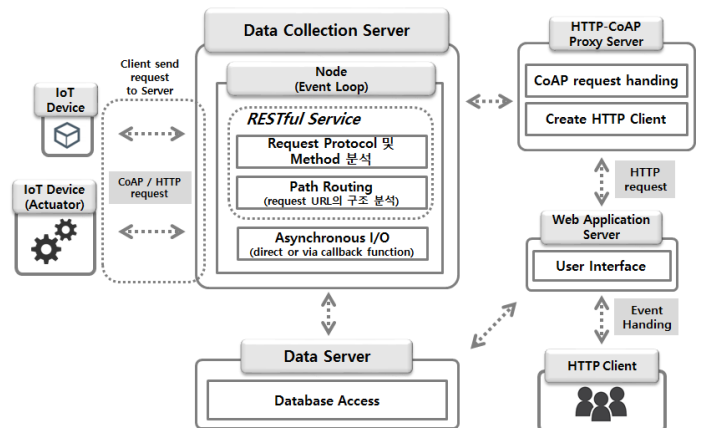 Data Collection Server
Node
(Event Loop)
RESTful Service
Request Protocol 및
Method 분석
Path Routing
(request URL의 구조 분석)
Asynchronous I/O
(direct or via callback function)
Client send
request
to Server
IoT
Device
CoAP / HTTP
request
IoT Device
(Actuator)
HTTP-CoAP
Proxy Server
CoAP request handing
Create HTTP Client
HTTP
request
Web Application
Server
User Interface
Event
Handing
Data Server
Database Access
HTTP Client